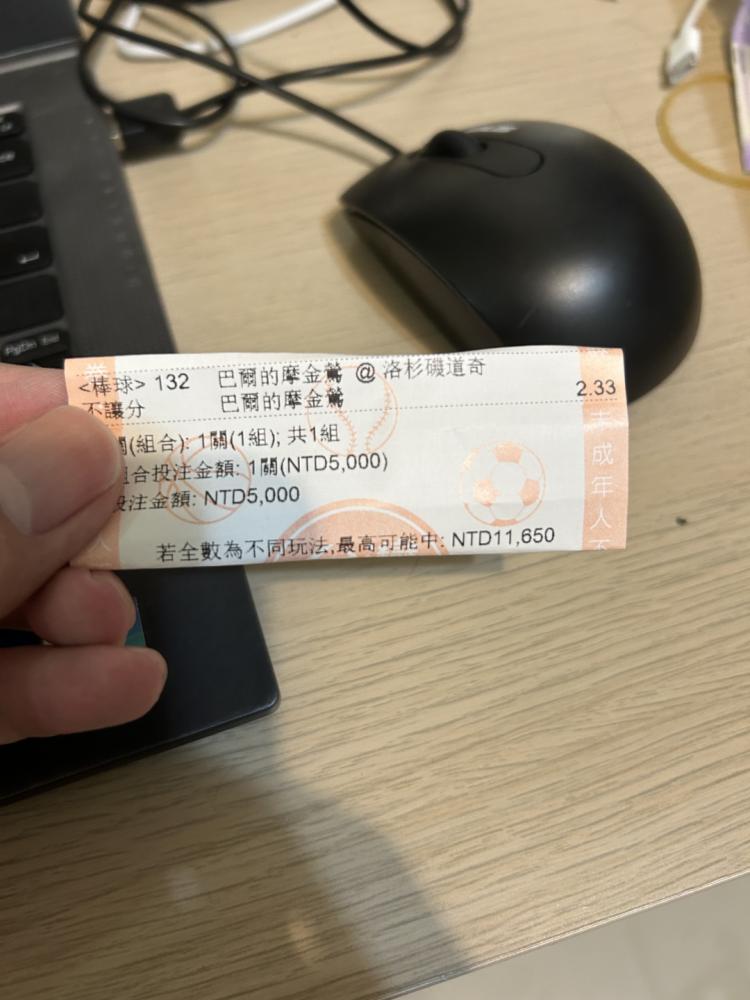 <棒球> 132 巴爾的摩金鶯 @ 洛杉磯道奇
不讓分 巴爾的摩金鶯 2.33
關(組合): 1關(1組); 共1組
組合投注金額: 1關(NTD5,000)
投注金額: NTD5,000
若全數為不同玩法,最高可能中: NTD11,650
未成年人不
PgDn